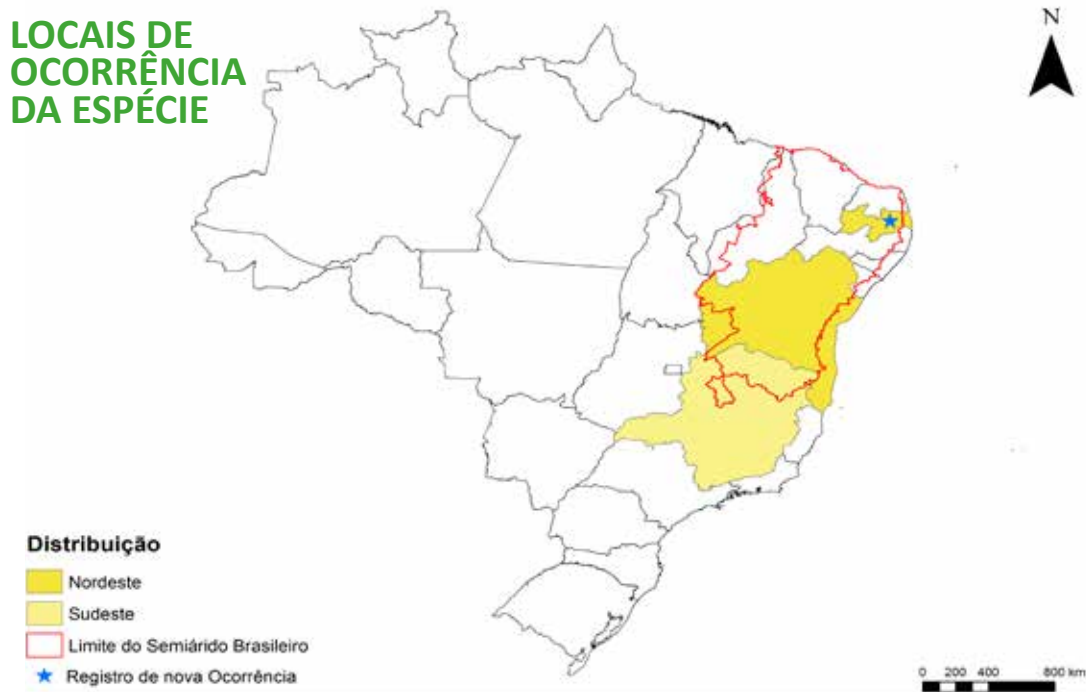 LOCAIS DE
OCORRÊNCIA
DA ESPÉCIE
N
Distribuição
Nordeste
Sudeste
Limite do Semiárido Brasileiro
Registro de nova Ocorrência
0 200 400 800 km